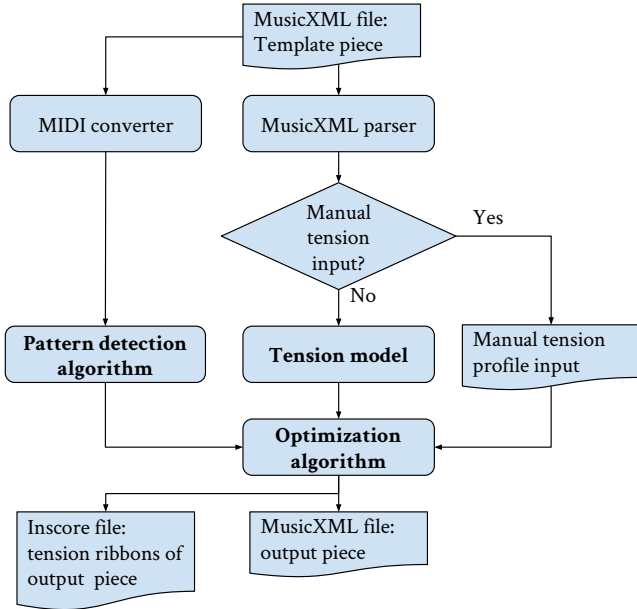 MusicXML file:
Template piece
MIDI converter
MusicXML parser
Manual
tension
input?
Yes
No
Pattern detection
algorithm
Tension model
Manual tension
profile input
Optimization
algorithm
Inscore file:
tension ribbons of
output piece
MusicXML file:
output piece